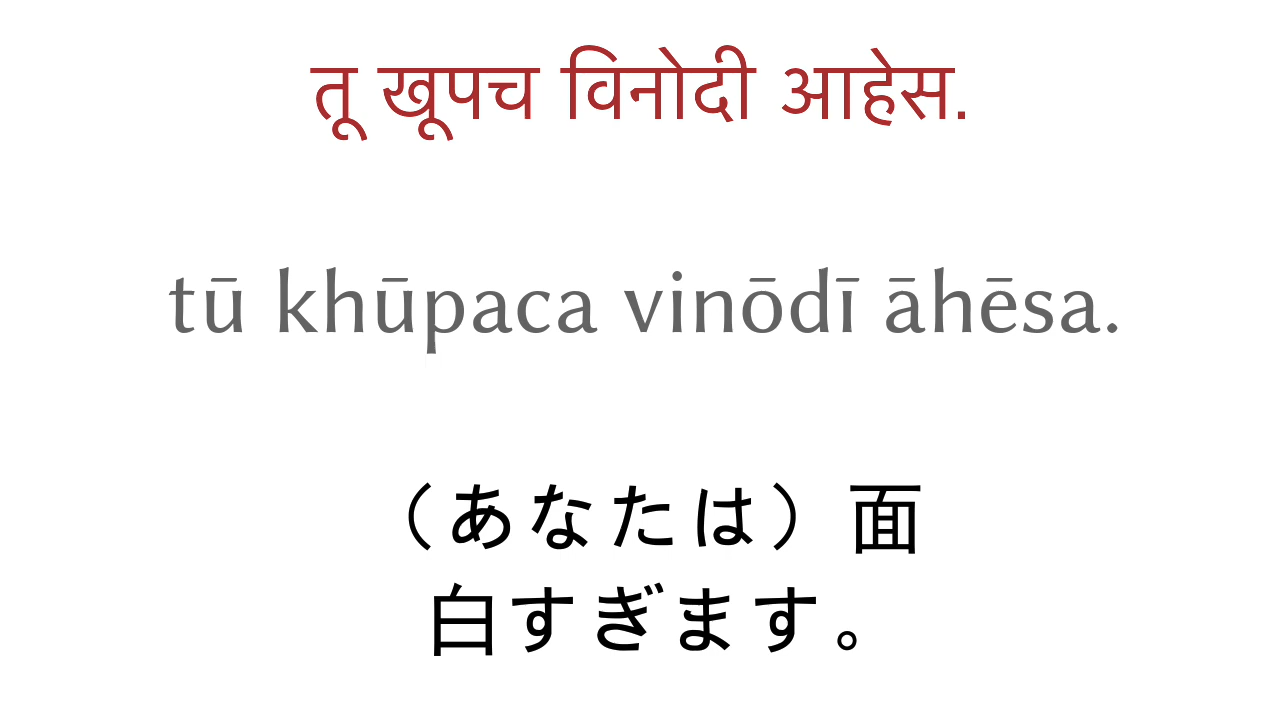 तू खूपच विनोदी आहेस.
tū khūpaca vinōdī āhēsa.
（あなたは）面
白すぎます。